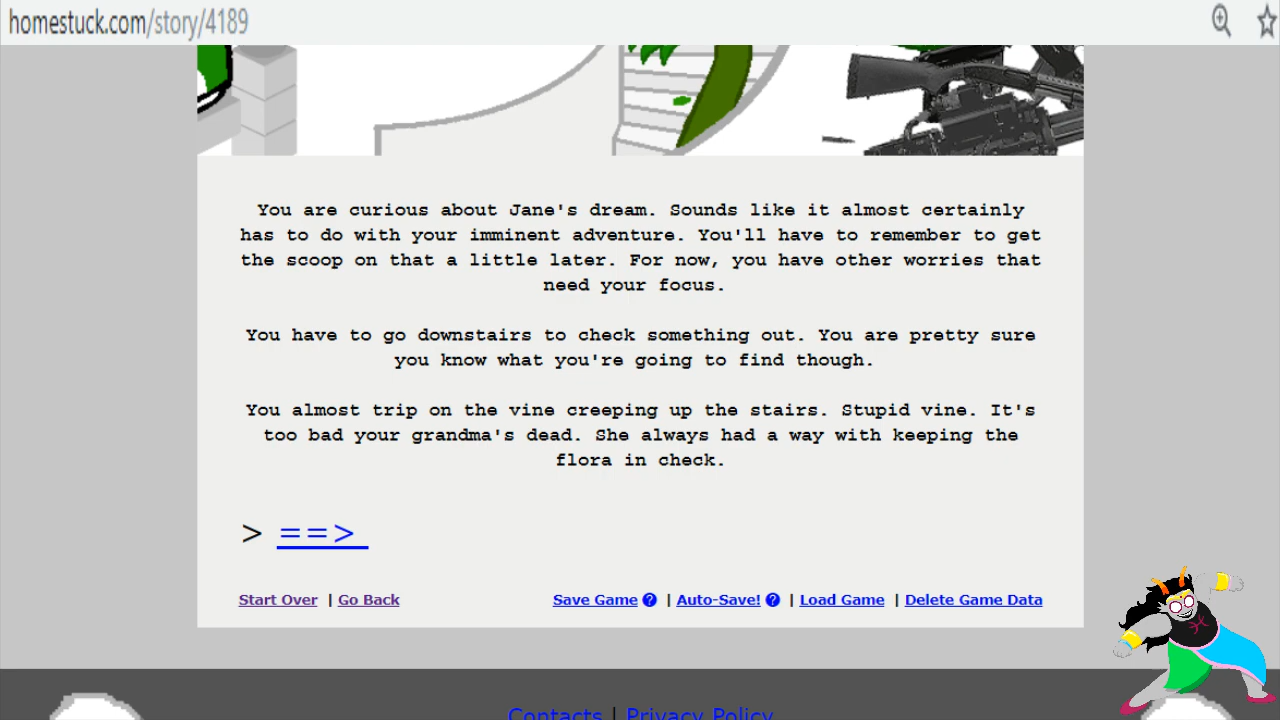 homestuck.com/story/4189
You are curious about Jane's dream. Sounds like it almost certainly
has to do with your imminent adventure. You'll have to remember to get
the scoop on that a little later. For now, you have other worries that
need your focus.
You have to go downstairs to check something out. You are pretty sure
you know what you're going to find though.
You almost trip on the vine creeping up the stairs. Stupid vine. It's
too bad your grandma's dead. She always had a way with keeping the
flora in check.
> ==>
Start Over | Go Back Save Game ? | Auto-Save! ? | Load Game | Delete Game Data
Contacts | Privacy Policy